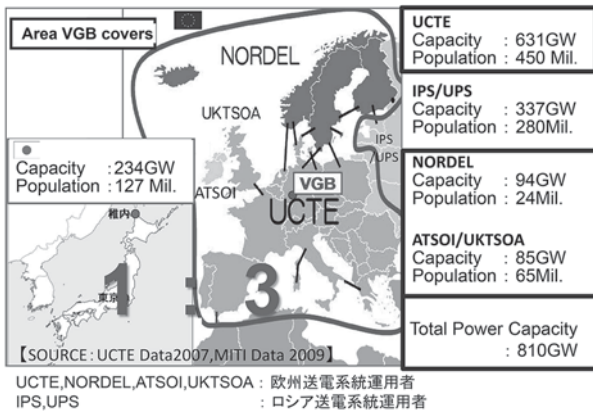 Area VGB covers
NORDEL
UKTSOA
IPS
/UPS
ATSOI
VGB
UCTE
Capacity :234GW
Population :127 Mil.
稚内
東京
1 : 3
【SOURCE:UCTE Data2007,MITI Data 2009】
UCTE
Capacity : 631GW
Population : 450 Mil.
IPS/UPS
Capacity : 337GW
Population : 280Mil.
NORDEL
Capacity : 94GW
Population : 24Mil.
ATSOI/UKTSOA
Capacity : 85GW
Population : 65Mil.
Total Power Capacity
: 810GW
UCTE,NORDEL,ATSOI,UKTSOA : 欧州送電系統運用者
IPS,UPS : ロシア送電系統運用者